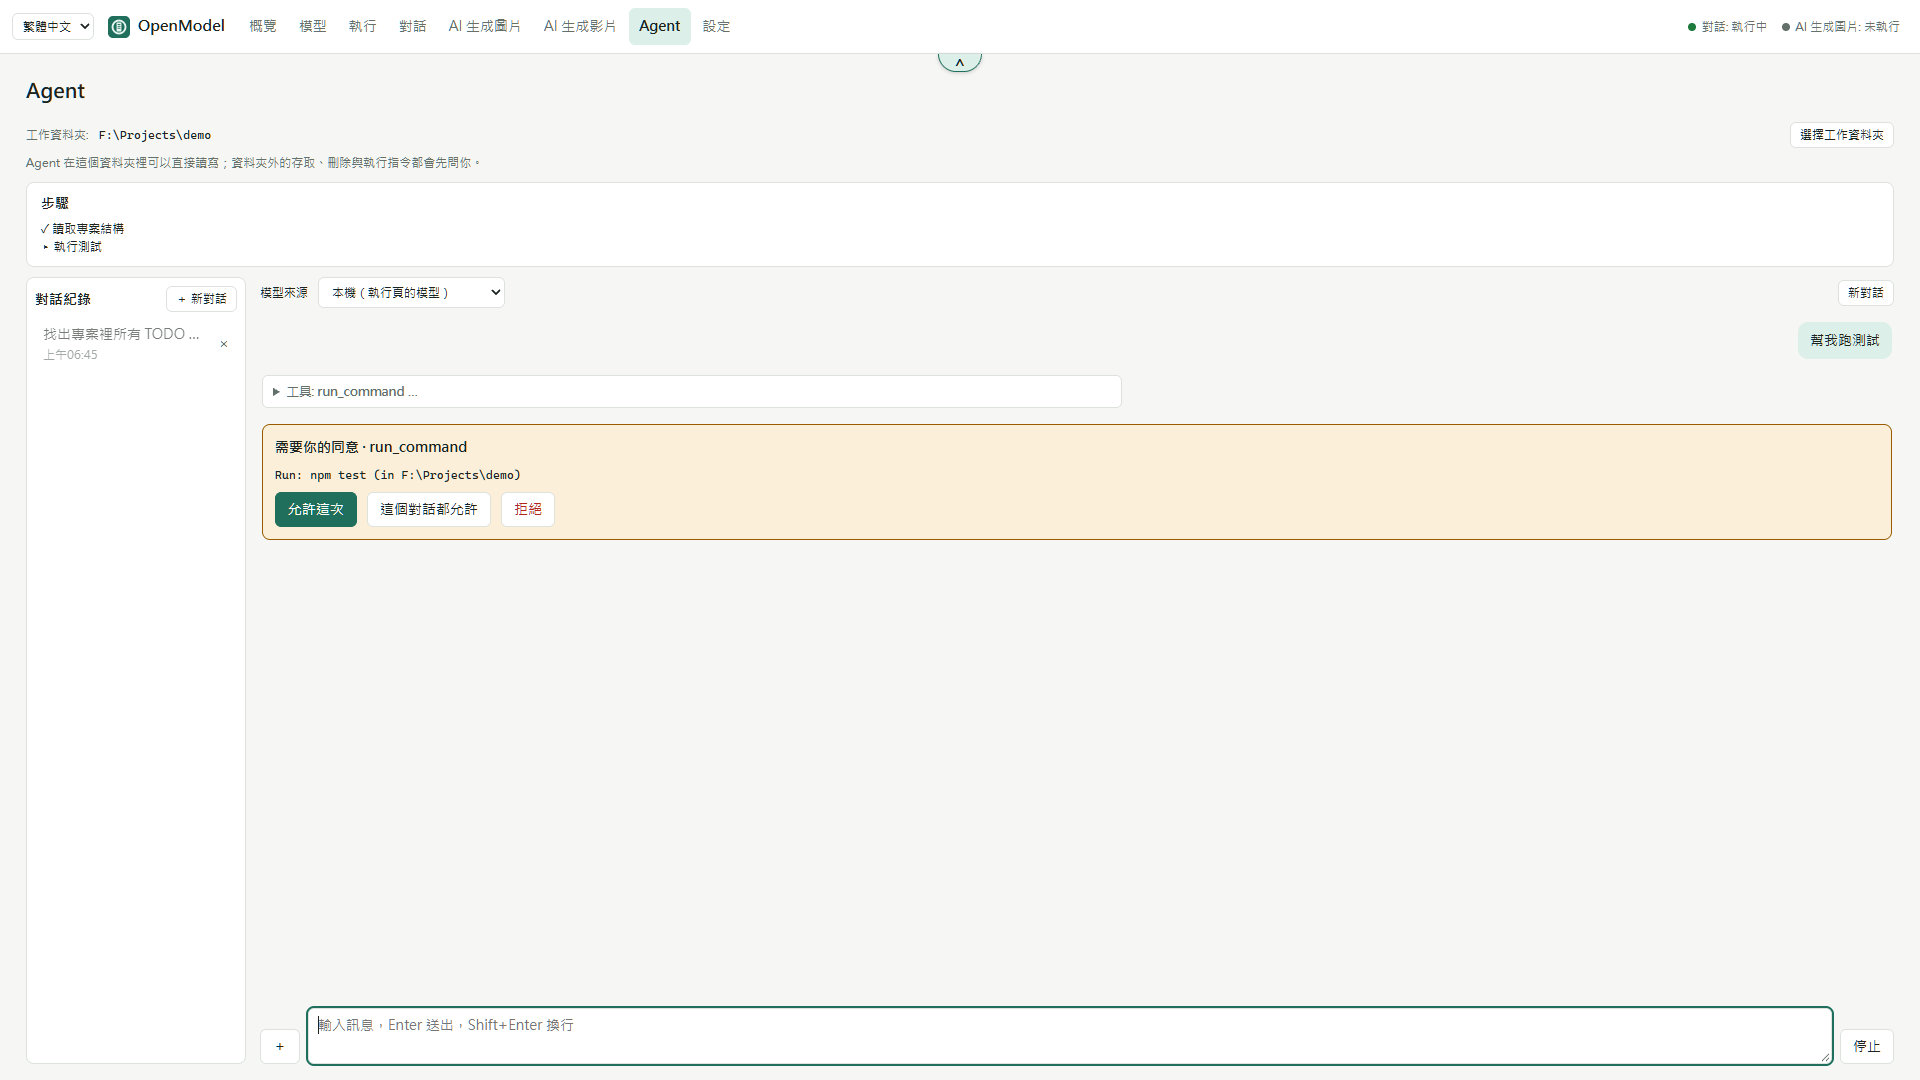 繁體中文 OpenModel 概覽 模型 執行 對話 AI 生成圖片 AI 生成影片 Agent 設定 對話: 執行中 AI 生成圖片: 未執行
Agent
工作資料夾: F:\Projects\demo 選擇工作資料夾
Agent 在這個資料夾裡可以直接讀寫；資料夾外的存取、刪除與執行指令都會先問你。
步驟
✓ 讀取專案結構
▸ 執行測試
對話紀錄 + 新對話
找出專案裡所有 TODO ...
上午06:45
×
模型來源 本機（執行頁的模型） 新對話
幫我跑測試
▶ 工具: run_command ...
需要你的同意 · run_command
Run: npm test (in F:\Projects\demo)
允許這次 這個對話都允許 拒絕
+ 輸入訊息，Enter 送出，Shift+Enter 換行 停止